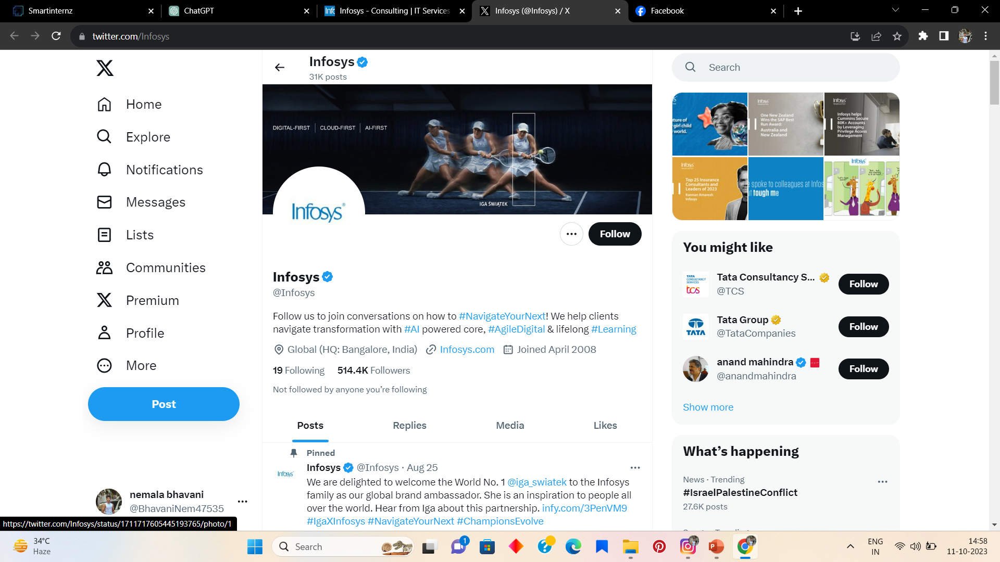 Smartinternz
ChatGPT
Infosys - Consulting | IT Services
Infosys (@Infosys) / X
Facebook
twitter.com/Infosys
Home
Explore
Notifications
Messages
Lists
Communities
Premium
Profile
More
Post
nemala bhavani
@BhavaniNem47535
https://twitter.com/Infosys/status/1711717605445193765/photo/1
Infosys
31K posts
DIGITAL-FIRST | CLOUD-FIRST | AI-FIRST
IGA ŚWIĄTEK
Infosys®
Follow
Infosys
@Infosys
Follow us to join conversations on how to #NavigateYourNext! We help clients
navigate transformation with #AI powered core, #AgileDigital & lifelong #Learning
Global (HQ: Bangalore, India) Infosys.com Joined April 2008
19 Following 514.4K Followers
Not followed by anyone you’re following
Posts Replies Media Likes
Pinned
Infosys
Infosys @Infosys · Aug 25
We are delighted to welcome the World No. 1 @iga_swiatek to the Infosys
family as our global brand ambassador. She is an inspiration to people all
over the world. Hear from Iga about this partnership. infy.com/3PenVM9
#IgaXInfosys #NavigateYourNext #ChampionsEvolve
Search
girl child
world.
Infosys
One New Zealand
Wins the SAP Best
Run Award:
Australia and
New Zealand
Infosys
Infosys helps
Cummins Secure
80K+ Accounts
by Leveraging
Privilege Access
Management
Infosys
Top 25 Insurance
Consultants and
Leaders of 2023
Kannan Amaresh
Infosys
spoke to colleagues at Infos
tough me
Infosys
You might like
TATA
CONSULTANCY
SERVICES
tcs
Tata Consultancy S...
@TCS
Follow
TATA
Tata Group
@TataCompanies
Follow
anand mahindra
@anandmahindra
Follow
Show more
What’s happening
News · Trending
#IsraelPalestineConflict
27.6K posts
34°C
Haze
Search
1
ENG
IN
14:58
11-10-2023